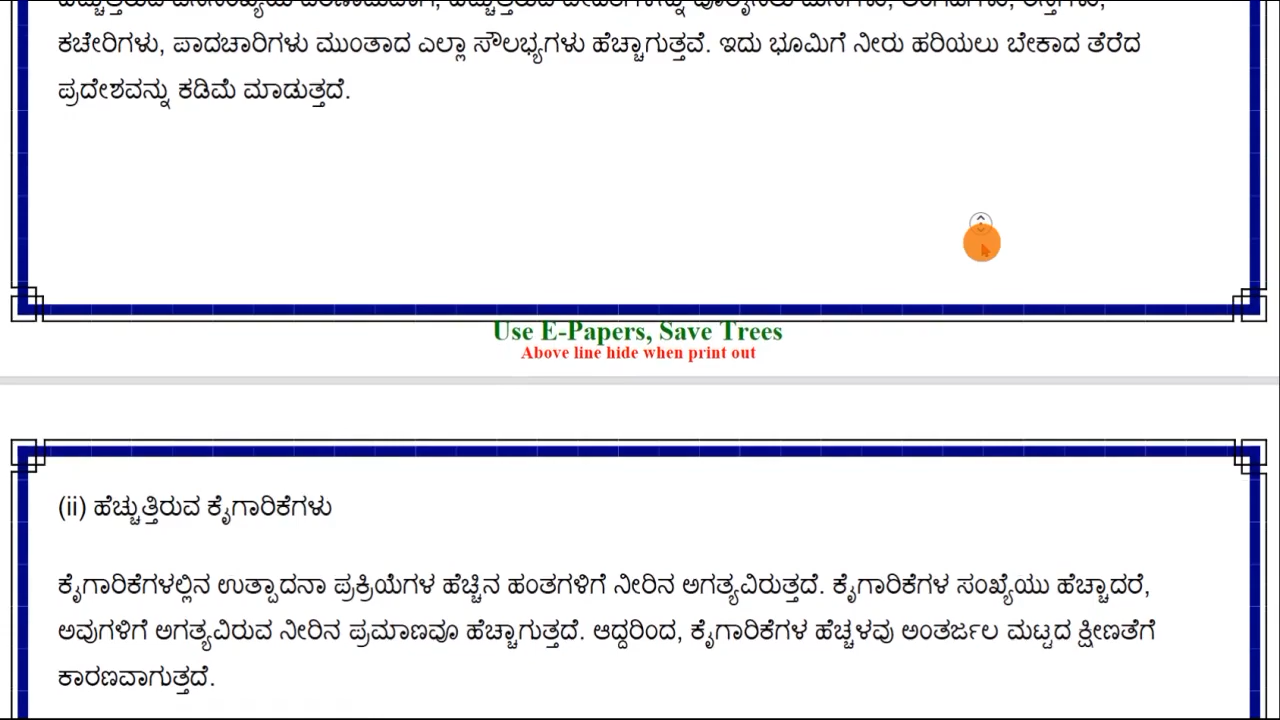 ಕಚೇರಿಗಳು, ಪಾದಚಾರಿಗಳು ಮುಂತಾದ ಎಲ್ಲಾ ಸೌಲಭ್ಯಗಳು ಹೆಚ್ಚಾಗುತ್ತವೆ. ಇದು ಭೂಮಿಗೆ ನೀರು ಹರಿಯಲು ಬೇಕಾದ ತೆರೆದ
ಪ್ರದೇಶವನ್ನು ಕಡಿಮೆ ಮಾಡುತ್ತದೆ.
Use E-Papers, Save Trees
Above line hide when print out
(ii) ಹೆಚ್ಚುತ್ತಿರುವ ಕೈಗಾರಿಕೆಗಳು
ಕೈಗಾರಿಕೆಗಳಲ್ಲಿನ ಉತ್ಪಾದನಾ ಪ್ರಕ್ರಿಯೆಗಳ ಹೆಚ್ಚಿನ ಹಂತಗಳಿಗೆ ನೀರಿನ ಅಗತ್ಯವಿರುತ್ತದೆ. ಕೈಗಾರಿಕೆಗಳ ಸಂಖ್ಯೆಯು ಹೆಚ್ಚಾದರೆ,
ಅವುಗಳಿಗೆ ಅಗತ್ಯವಿರುವ ನೀರಿನ ಪ್ರಮಾಣವೂ ಹೆಚ್ಚಾಗುತ್ತದೆ. ಆದ್ದರಿಂದ, ಕೈಗಾರಿಕೆಗಳ ಹೆಚ್ಚಳವು ಅಂತರ್ಜಲ ಮಟ್ಟದ ಕ್ಷೀಣತೆಗೆ
ಕಾರಣವಾಗುತ್ತದೆ.